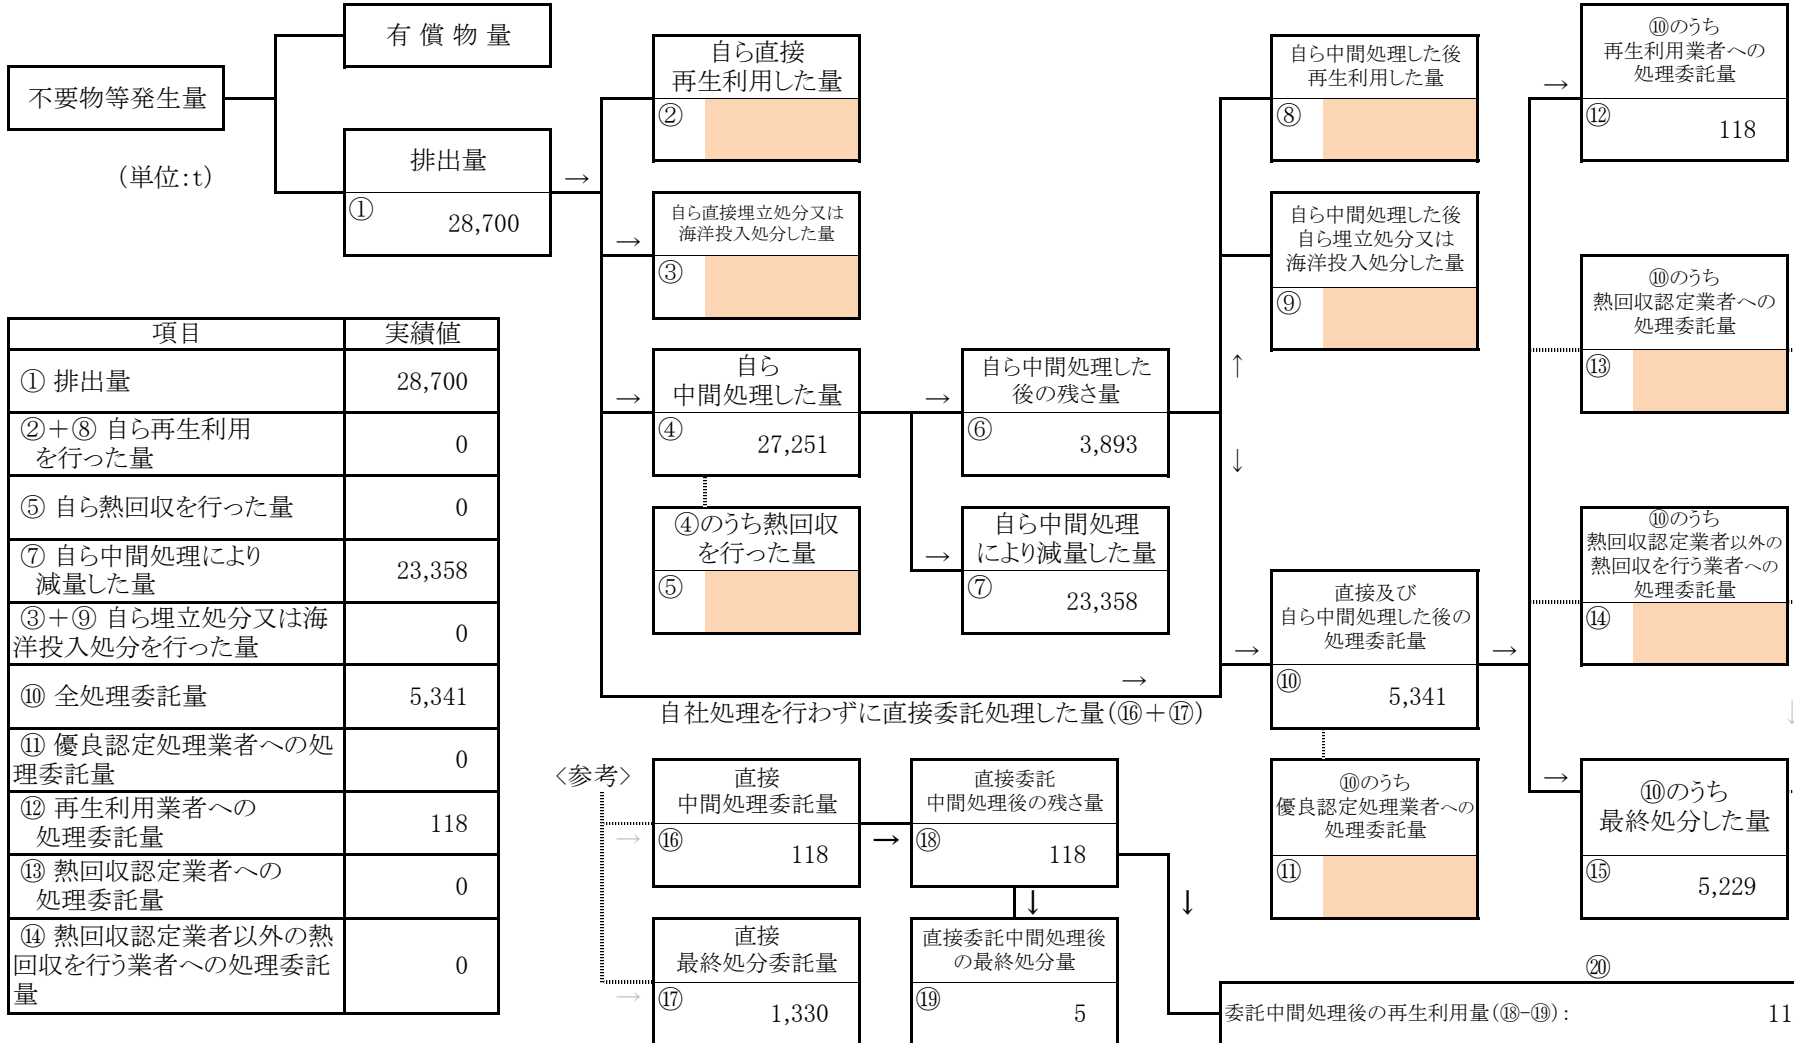 有 償 物 量
不要物等発生量
(単位:t)
排出量
①
28,700
→
自ら直接
再生利用した量
②
→
自ら直接埋立処分又は
海洋投入処分した量
③
→
自ら
中間処理した量
④
27,251
④のうち熱回収
を行った量
⑤
→
自ら中間処理した
後の残さ量
⑥
3,893
→
自ら中間処理
により減量した量
⑦
23,358
↑
↓
自ら中間処理した後
再生利用した量
⑧
自ら中間処理した後
自ら埋立処分又は
海洋投入処分した量
⑨
→
直接及び
自ら中間処理した後の
処理委託量
⑩
5,341
→
⑩のうち
優良認定処理業者への
処理委託量
⑪
→
⑩のうち
再生利用業者への
処理委託量
⑫
118
⑩のうち
熱回収認定業者への
処理委託量
⑬
⑩のうち
熱回収認定業者以外の
熱回収を行う業者への
処理委託量
⑭
↓
→
⑩のうち
最終処分した量
⑮
5,229
→
自社処理を行わずに直接委託処理した量(⑯+⑰)
<参考>
→
直接
中間処理委託量
⑯
118
→
直接委託
中間処理後の残さ量
⑱
118
↓
↓
→
直接
最終処分委託量
⑰
1,330
直接委託中間処理後
の最終処分量
⑲
5
⑳
委託中間処理後の再生利用量(⑱-⑲): 11
項目 実績値
① 排出量 28,700
②+⑧ 自ら再生利用
を行った量 0
⑤ 自ら熱回収を行った量 0
⑦ 自ら中間処理により
減量した量 23,358
③+⑨ 自ら埋立処分又は海
洋投入処分を行った量 0
⑩ 全処理委託量 5,341
⑪ 優良認定処理業者への処
理委託量 0
⑫ 再生利用業者への
処理委託量 118
⑬ 熱回収認定業者への
処理委託量 0
⑭ 熱回収認定業者以外の熱
回収を行う業者への処理委託
量 0